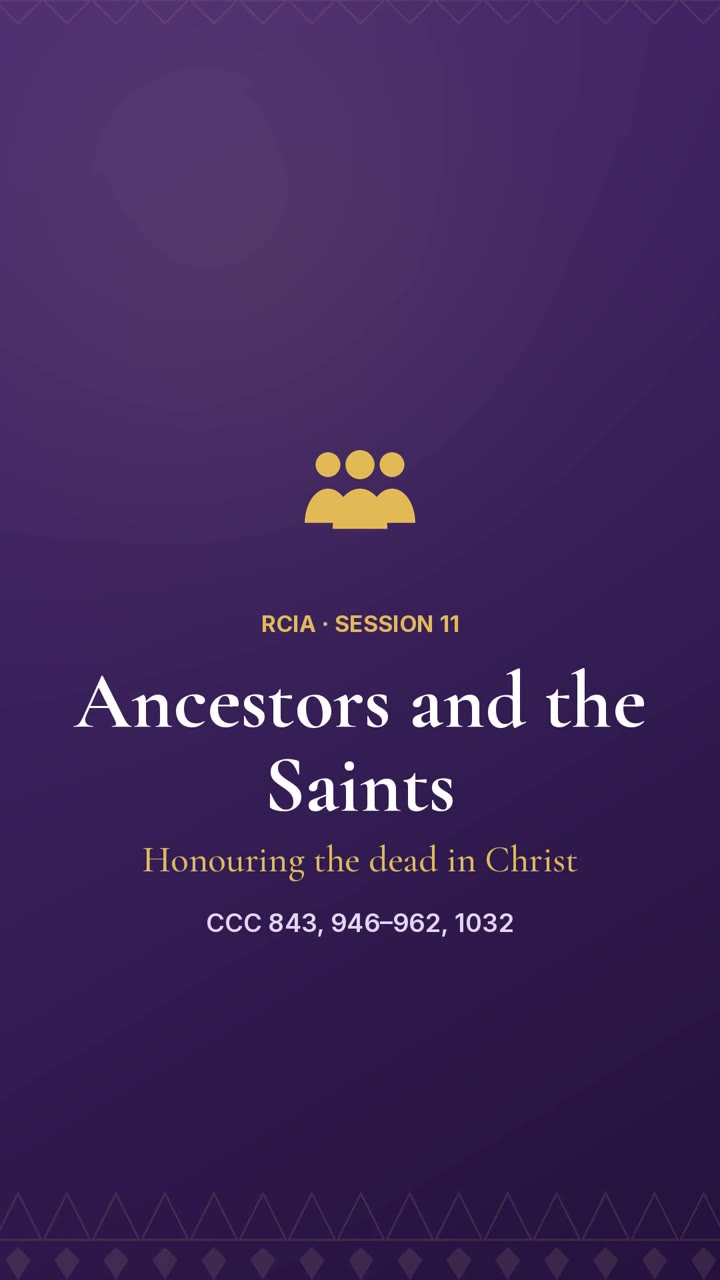 RCIA · SESSION 11
Ancestors and the
Saints
Honouring the dead in Christ
CCC 843, 946–962, 1032